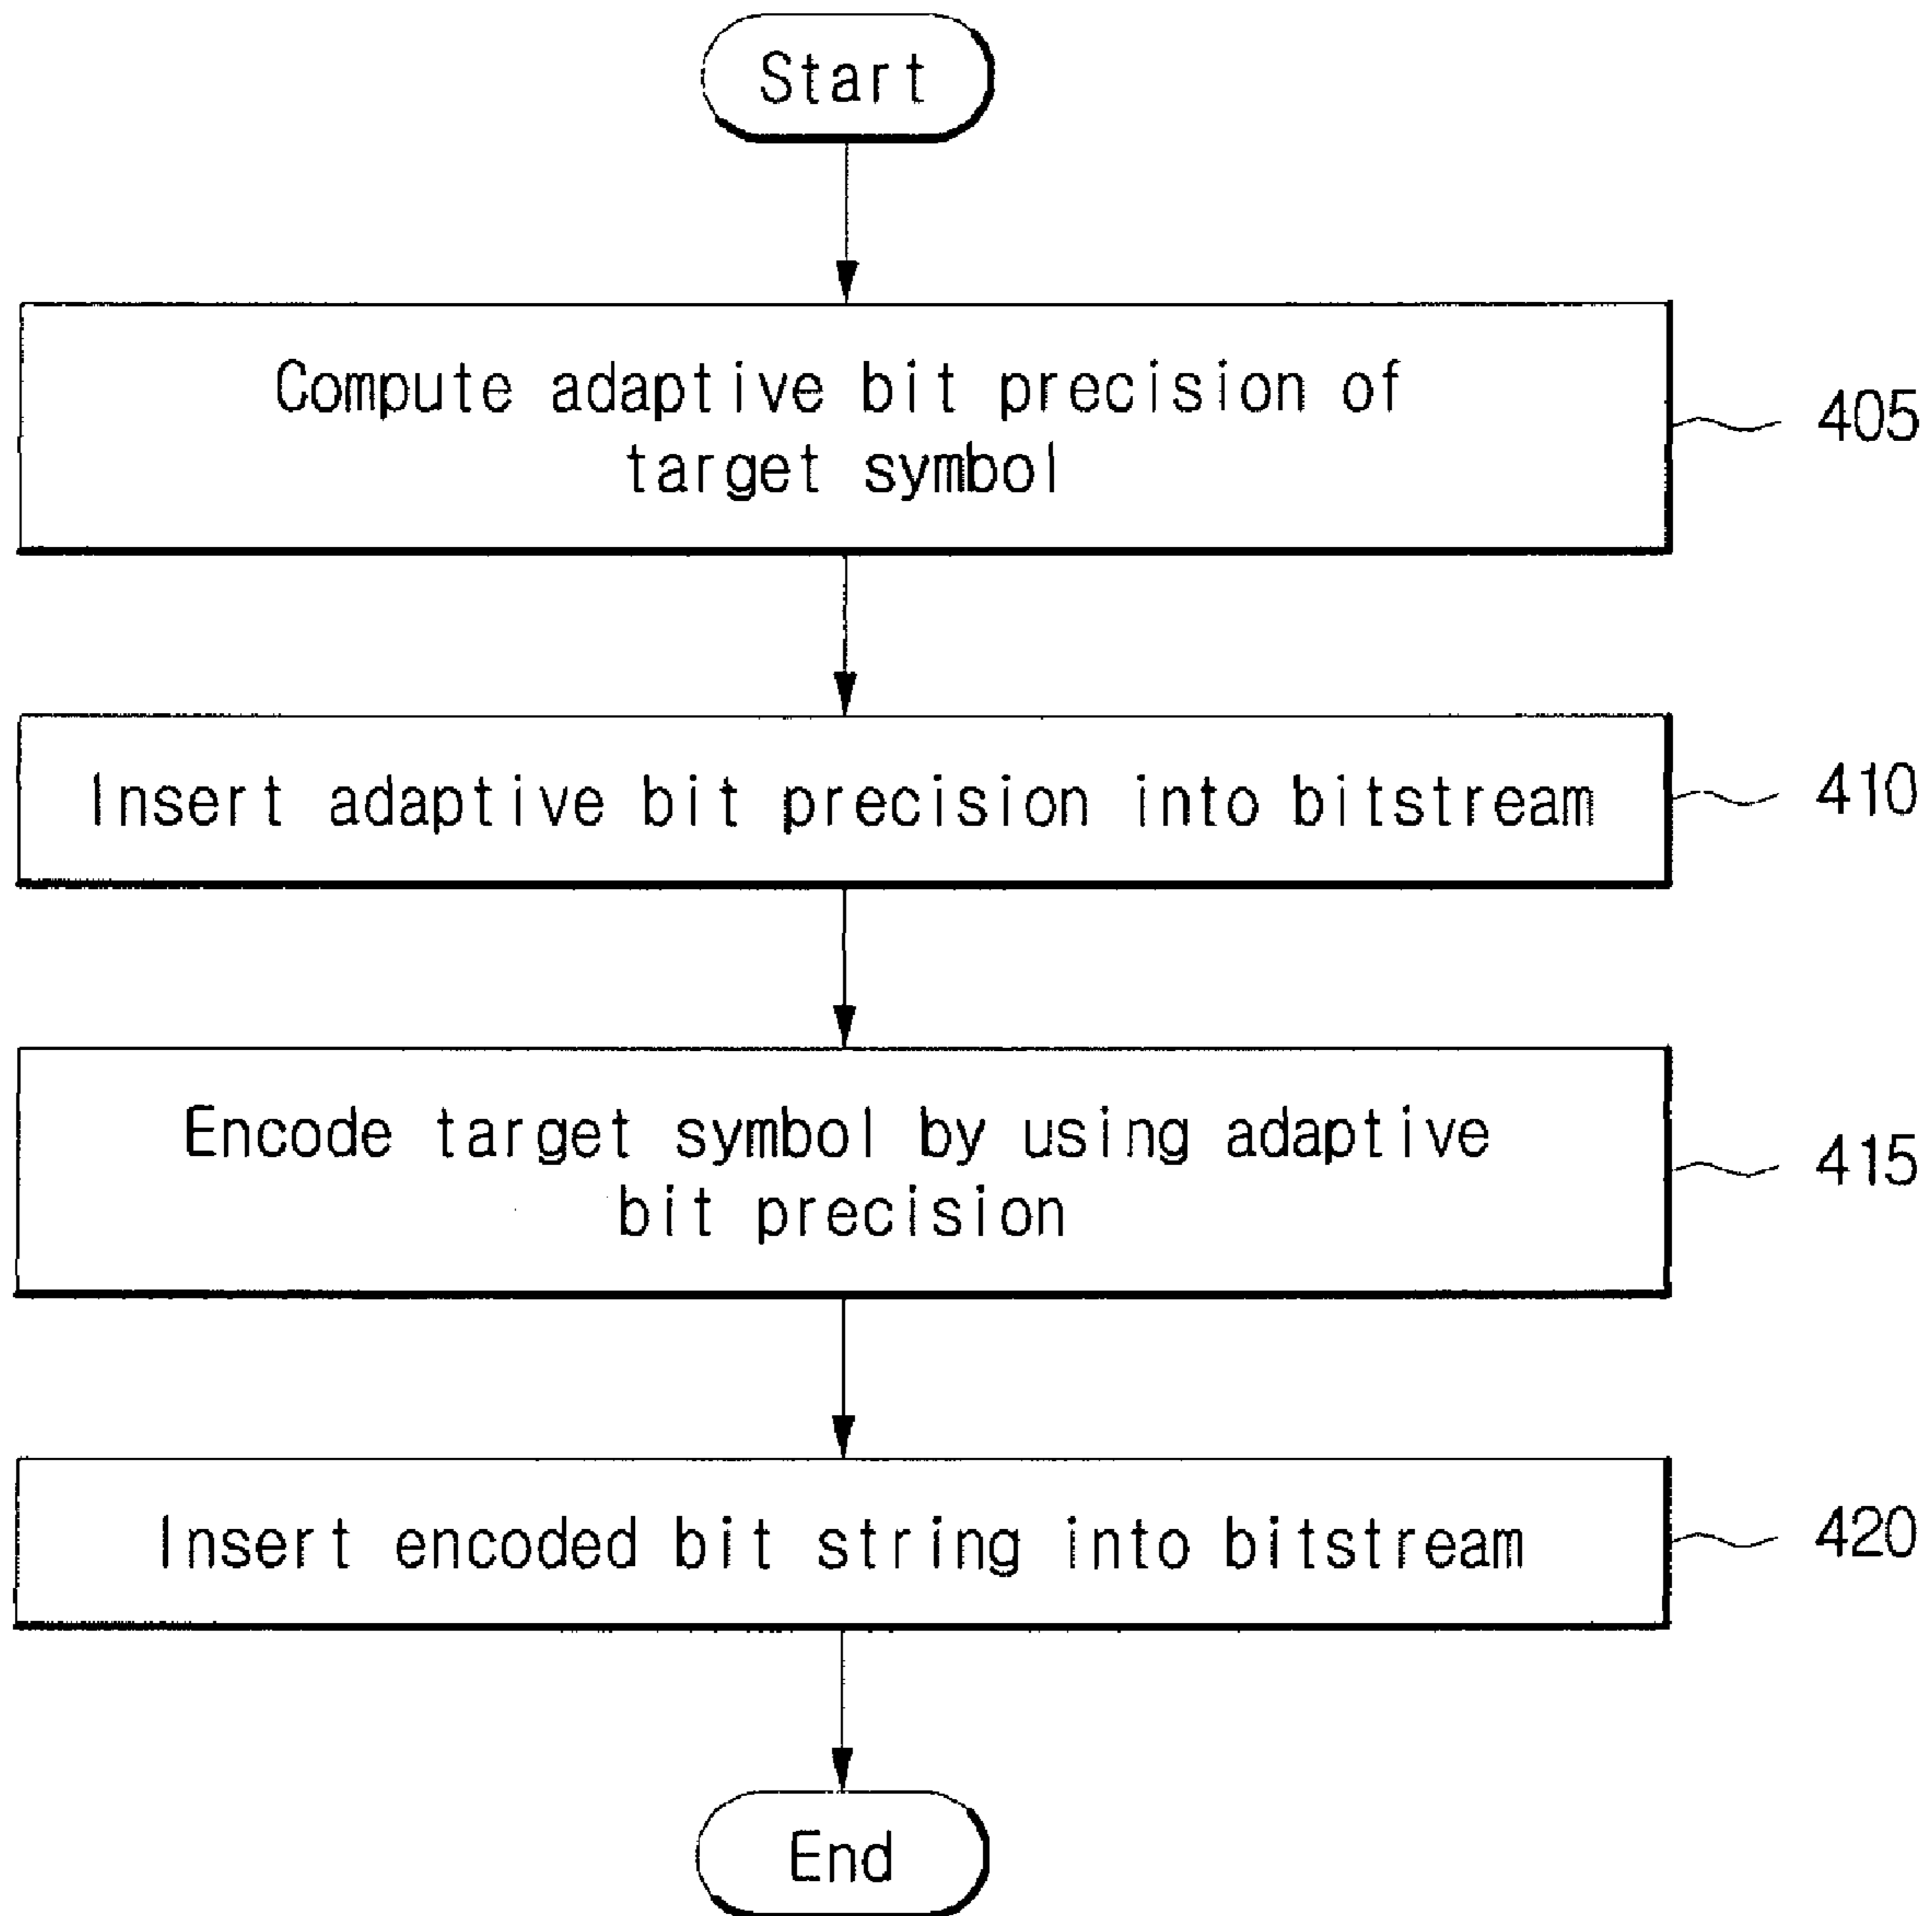 Start
Compute adaptive bit precision of
target symbol
405
Insert adaptive bit precision into bitstream
410
Encode target symbol by using adaptive
bit precision
415
Insert encoded bit string into bitstream
420
End